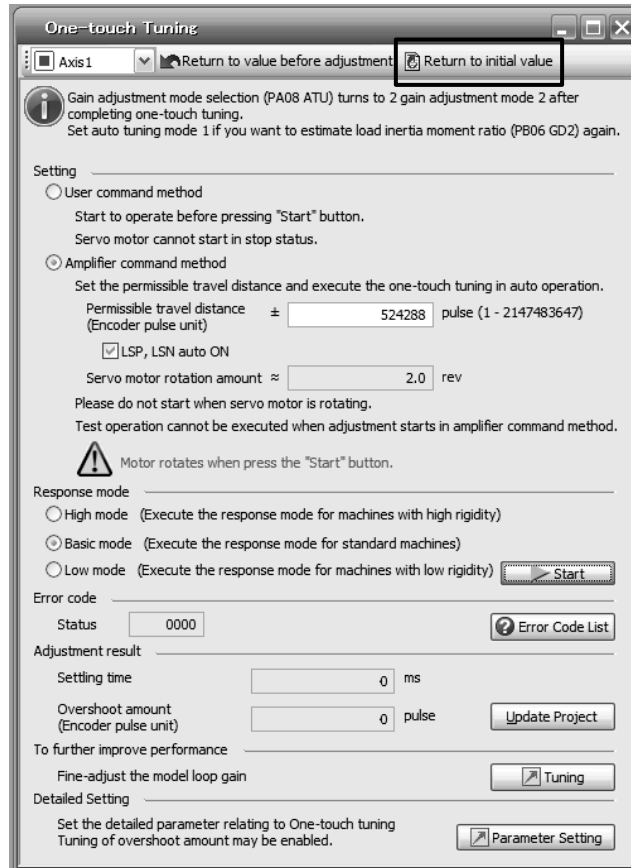 One-touch Tuning
Axis1 Return to value before adjustment Return to initial value
Gain adjustment mode selection (PA08 ATU) turns to 2 gain adjustment mode 2 after
completing one-touch tuning.
Set auto tuning mode 1 if you want to estimate load inertia moment ratio (PB06 GD2) again.
Setting
User command method
Start to operate before pressing "Start" button.
Servo motor cannot start in stop status.
Amplifier command method
Set the permissible travel distance and execute the one-touch tuning in auto operation.
Permissible travel distance ± 524288 pulse (1 - 2147483647)
(Encoder pulse unit)
LSP, LSN auto ON
Servo motor rotation amount ≈ 2.0 rev
Please do not start when servo motor is rotating.
Test operation cannot be executed when adjustment starts in amplifier command method.
Motor rotates when press the "Start" button.
Response mode
High mode (Execute the response mode for machines with high rigidity)
Basic mode (Execute the response mode for standard machines)
Low mode (Execute the response mode for machines with low rigidity) Start
Error code
Status 0000 Error Code List
Adjustment result
Settling time 0 ms
Overshoot amount 0 pulse Update Project
(Encoder pulse unit)
To further improve performance
Fine-adjust the model loop gain Tuning
Detailed Setting
Set the detailed parameter relating to One-touch tuning
Tuning of overshoot amount may be enabled. Parameter Setting